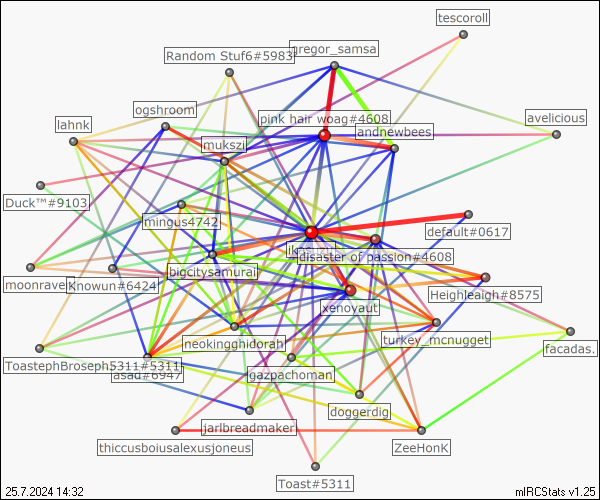 tescoroll
gregor_samsa
Random Stuf6#5983
ogshroom
pink hair woag#4608
avelicious
lahnk
andnewbees
mukszi
Duck™#9103
mingus4742
default#0617
disaster of passion#4608
bigcitysamurai
moonrave
Knowun#6424
Heighleaigh#8575
xenoyaut
neokingghidorah
turkey_mcnugget
facadas.
ToastephBroseph5311#5311
asad#6947
gazpachoman
doggerdig
jarlbreadmaker
thiccusboiusalexusjoneus
ZeeHonK
Toast#5311
25.7.2024 14:32
mIRCStats v1.25